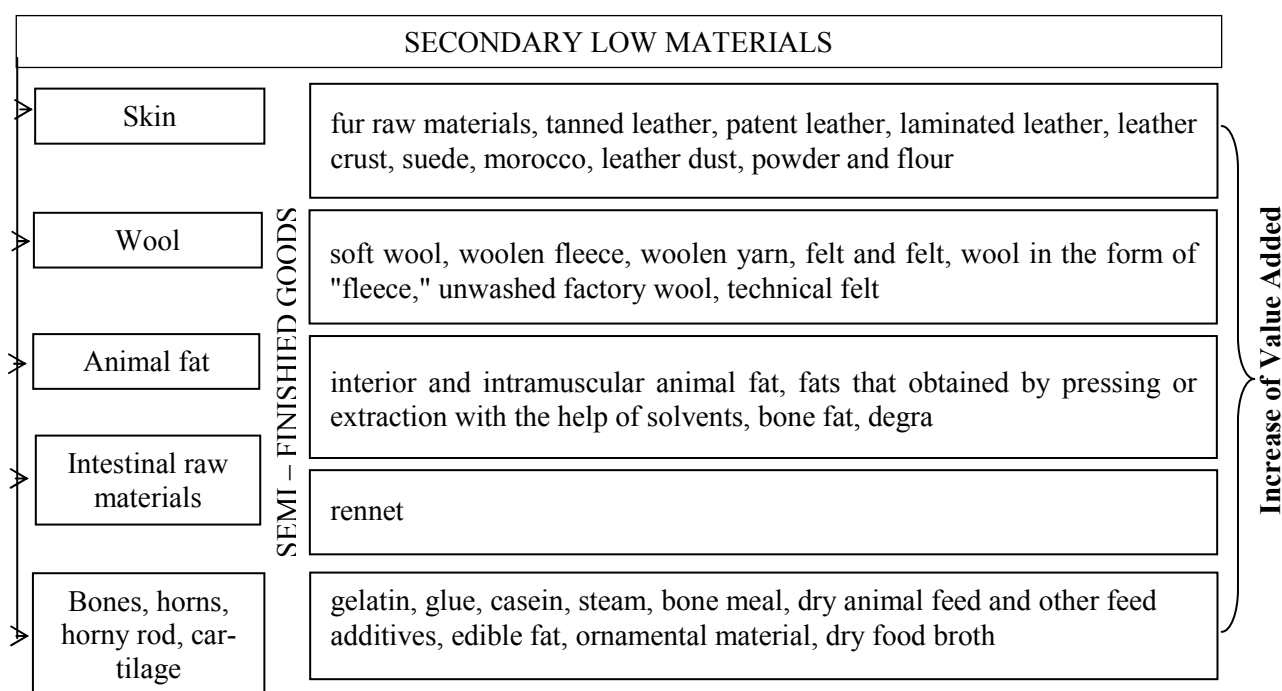 SECONDARY LOW MATERIALS
Skin
fur raw materials, tanned leather, patent leather, laminated leather, leather
crust, suede, morocco, leather dust, powder and flour
Wool
soft wool, woolen fleece, woolen yarn, felt and felt, wool in the form of
"fleece," unwashed factory wool, technical felt
Animal fat
interior and intramuscular animal fat, fats that obtained by pressing or
extraction with the help of solvents, bone fat, degra
Intestinal raw
materials
rennet
Bones, horns,
horny rod, car-
tilage
gelatin, glue, casein, steam, bone meal, dry animal feed and other feed
additives, edible fat, ornamental material, dry food broth
SEMI – FINISHIED GOODS
Increase of Value Added